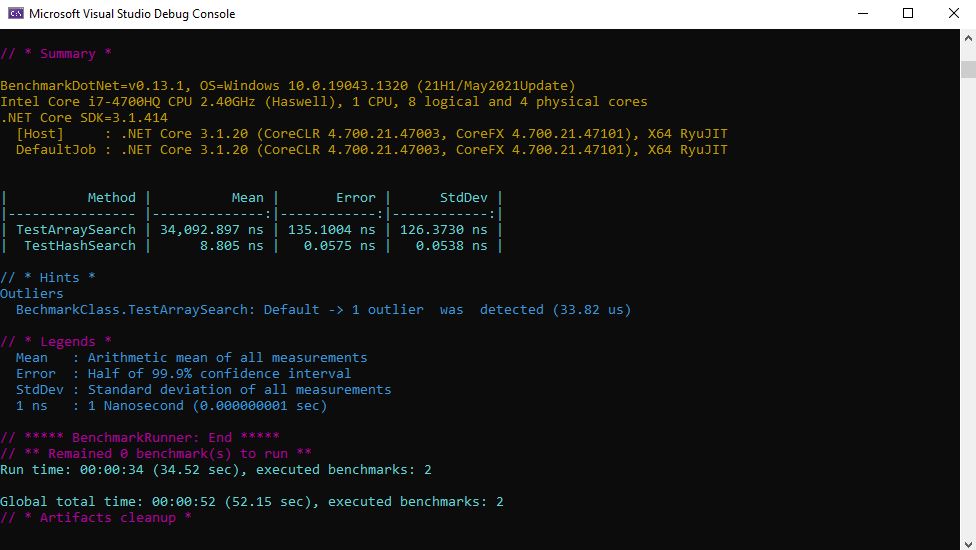 Microsoft Visual Studio Debug Console
// * Summary *
BenchmarkDotNet=v0.13.1, OS=Windows 10.0.19043.1320 (21H1/May2021Update)
Intel Core i7-4700HQ CPU 2.40GHz (Haswell), 1 CPU, 8 logical and 4 physical cores
.NET Core SDK=3.1.414
  [Host]     : .NET Core 3.1.20 (CoreCLR 4.700.21.47003, CoreFX 4.700.21.47101), X64 RyuJIT
  DefaultJob : .NET Core 3.1.20 (CoreCLR 4.700.21.47003, CoreFX 4.700.21.47101), X64 RyuJIT
|          Method |          Mean |       Error |      StdDev |
|---------------- |--------------:|------------:|------------:|
| TestArraySearch | 34,092.897 ns | 135.1004 ns | 126.3730 ns |
|  TestHashSearch |      8.805 ns |   0.0575 ns |   0.0538 ns |
// * Hints *
Outliers
  BechmarkClass.TestArraySearch: Default -> 1 outlier  was  detected (33.82 us)
// * Legends *
  Mean   : Arithmetic mean of all measurements
  Error  : Half of 99.9% confidence interval
  StdDev : Standard deviation of all measurements
  1 ns   : 1 Nanosecond (0.000000001 sec)
// ***** BenchmarkRunner: End *****
// ** Remained 0 benchmark(s) to run **
Run time: 00:00:34 (34.52 sec), executed benchmarks: 2
Global total time: 00:00:52 (52.15 sec), executed benchmarks: 2
// * Artifacts cleanup *